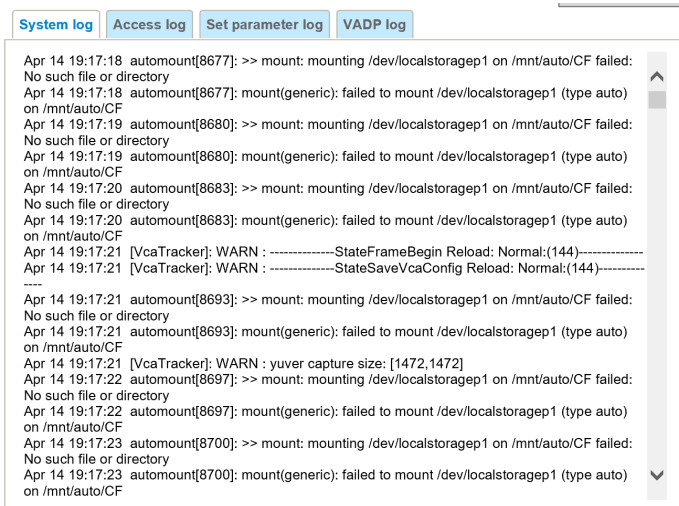 System log
Access log
Set parameter log
VADP log
Apr 14 19:17:18 automount[8677]: >> mount: mounting /dev/localstoragep1 on /mnt/auto/CF failed:
No such file or directory
Apr 14 19:17:18 automount[8677]: mount(generic): failed to mount /dev/localstoragep1 (type auto)
on /mnt/auto/CF
Apr 14 19:17:19 automount[8680]: >> mount: mounting /dev/localstoragep1 on /mnt/auto/CF failed:
No such file or directory
Apr 14 19:17:19 automount[8680]: mount(generic): failed to mount /dev/localstoragep1 (type auto)
on /mnt/auto/CF
Apr 14 19:17:20 automount[8683]: >> mount: mounting /dev/localstoragep1 on /mnt/auto/CF failed:
No such file or directory
Apr 14 19:17:20 automount[8683]: mount(generic): failed to mount /dev/localstoragep1 (type auto)
on /mnt/auto/CF
Apr 14 19:17:21 [VcaTracker]: WARN : --------------StateFrameBegin Reload: Normal:(144)--------------
Apr 14 19:17:21 [VcaTracker]: WARN : --------------StateSaveVcaConfig Reload: Normal:(144)----------
----
Apr 14 19:17:21 automount[8693]: >> mount: mounting /dev/localstoragep1 on /mnt/auto/CF failed:
No such file or directory
Apr 14 19:17:21 automount[8693]: mount(generic): failed to mount /dev/localstoragep1 (type auto)
on /mnt/auto/CF
Apr 14 19:17:21 [VcaTracker]: WARN : yuver capture size: [1472,1472]
Apr 14 19:17:22 automount[8697]: >> mount: mounting /dev/localstoragep1 on /mnt/auto/CF failed:
No such file or directory
Apr 14 19:17:22 automount[8697]: mount(generic): failed to mount /dev/localstoragep1 (type auto)
on /mnt/auto/CF
Apr 14 19:17:23 automount[8700]: >> mount: mounting /dev/localstoragep1 on /mnt/auto/CF failed:
No such file or directory
Apr 14 19:17:23 automount[8700]: mount(generic): failed to mount /dev/localstoragep1 (type auto)
on /mnt/auto/CF